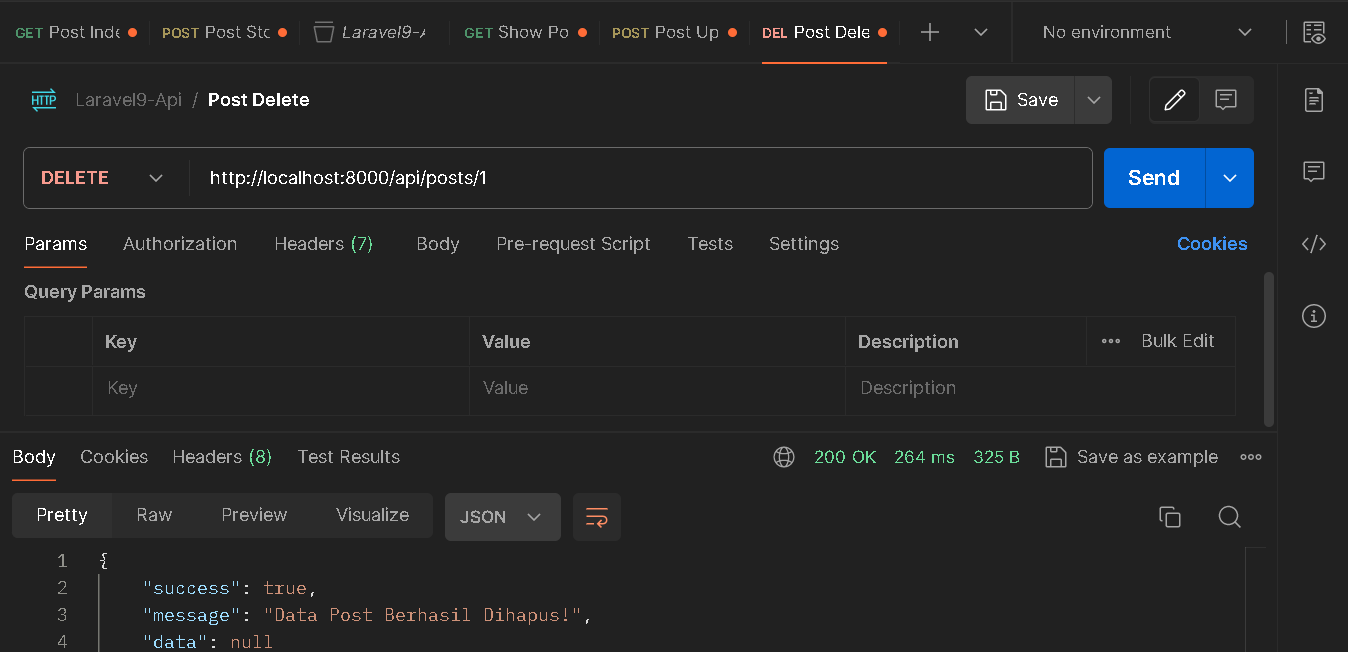 GET Post Inde POST Post Stc Laravel9-A GET Show Po POST Post Up DEL Post Dele No environment
HTTP Laravel9-Api / Post Delete Save
DELETE http://localhost:8000/api/posts/1 Send
Params Authorization Headers (7) Body Pre-request Script Tests Settings Cookies
Query Params
Key Value Description Bulk Edit
Key Value Description
Body Cookies Headers (8) Test Results 200 OK 264 ms 325 B Save as example
Pretty Raw Preview Visualize JSON
1 {
2 "success": true,
3 "message": "Data Post Berhasil Dihapus!",
4 "data": null